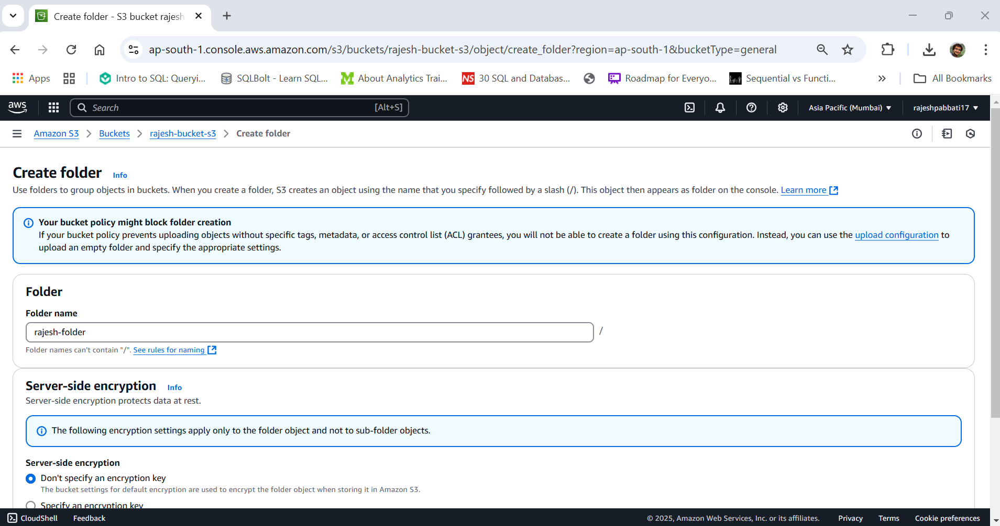 Create folder - S3 bucket rajesh
ap-south-1.console.aws.amazon.com/s3/buckets/rajesh-bucket-s3/object/create_folder?region=ap-south-1&bucketType=general
Apps
Intro to SQL: Queryi...
SQLBolt - Learn SQL...
About Analytics Trai...
NS 30 SQL and Databas...
Roadmap for Everyo...
Sequential vs Functi...
All Bookmarks
aws
Search [Alt+S]
Asia Pacific (Mumbai)
rajeshpabbati17
Amazon S3 > Buckets > rajesh-bucket-s3 > Create folder
Create folder Info
Use folders to group objects in buckets. When you create a folder, S3 creates an object using the name that you specify followed by a slash (/). This object then appears as folder on the console. Learn more
Your bucket policy might block folder creation
If your bucket policy prevents uploading objects without specific tags, metadata, or access control list (ACL) grantees, you will not be able to create a folder using this configuration. Instead, you can use the upload configuration to
upload an empty folder and specify the appropriate settings.
Folder
Folder name
rajesh-folder /
Folder names can't contain "/". See rules for naming
Server-side encryption Info
Server-side encryption protects data at rest.
The following encryption settings apply only to the folder object and not to sub-folder objects.
Server-side encryption
Don't specify an encryption key
The bucket settings for default encryption are used to encrypt the folder object when storing it in Amazon S3.
Specify an encryption key
CloudShell
Feedback
© 2025, Amazon Web Services, Inc. or its affiliates.
Privacy
Terms
Cookie preferences